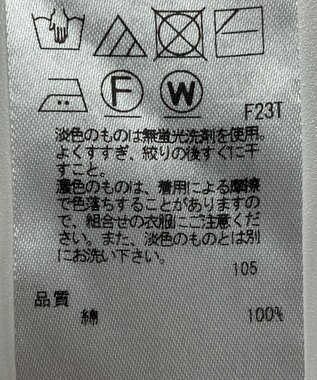 F W
F23T
淡色のものは無蛍光洗剤を使用。
よくすすぎ、絞りの後すぐに干
すこと。
濃色のものは、着用による摩擦
で色落ちすることがありますの
で、組合せの衣服にご注意くだ
さい。また、淡色のものとは別
にお洗い下さい。
105
品質
綿 100%